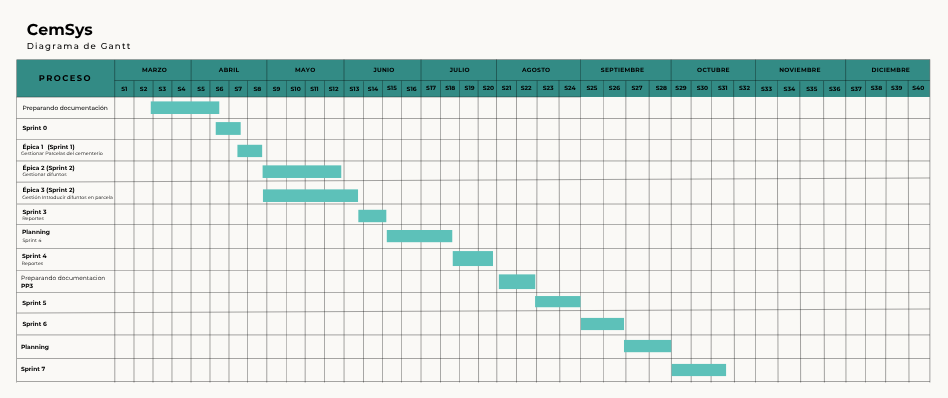 CemSys
Diagrama de Gantt
PROCESO MARZO ABRIL MAYO JUNIO JULIO AGOSTO SEPTIEMBRE OCTUBRE NOVIEMBRE DICIEMBRE
S1 S2 S3 S4 S5 S6 S7 S8 S9 S10 S11 S12 S13 S14 S15 S16 S17 S18 S19 S20 S21 S22 S23 S24 S25 S26 S27 S28 S29 S30 S31 S32 S33 S34 S35 S36 S37 S38 S39 S40
Preparando documentación
Sprint 0
Épica 1 (Sprint 1)
Gestionar Parcelas del cementerio
Épica 2 (Sprint 2)
Gestionar difuntos
Épica 3 (Sprint 2)
Gestión Introducir difuntos en parcela
Sprint 3
Reportes
Planning
Sprint 4
Sprint 4
Reportes
Preparando documentacion
PP3
Sprint 5
Sprint 6
Planning
Sprint 7